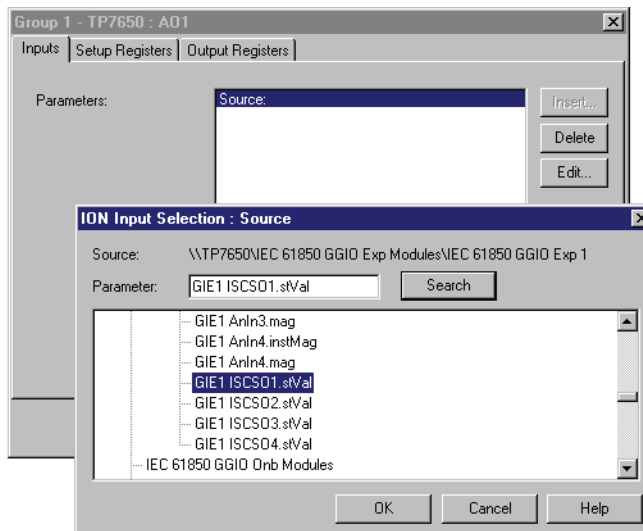 Group 1 - TP7650 : AO1
Inputs Setup Registers Output Registers
Parameters: Source: Insert...
Delete
Edit...
ION Input Selection : Source
Source: \\TP7650\IEC 61850 GGIO Exp Modules\IEC 61850 GGIO Exp 1
Parameter: GIE1 ISCSO1.stVal Search
GIE1 AnIn3.mag
GIE1 AnIn4.instMag
GIE1 AnIn4.mag
GIE1 ISCSO1.stVal
GIE1 ISCSO2.stVal
GIE1 ISCSO3.stVal
GIE1 ISCSO4.stVal
IEC 61850 GGIO Onb Modules
OK Cancel Help